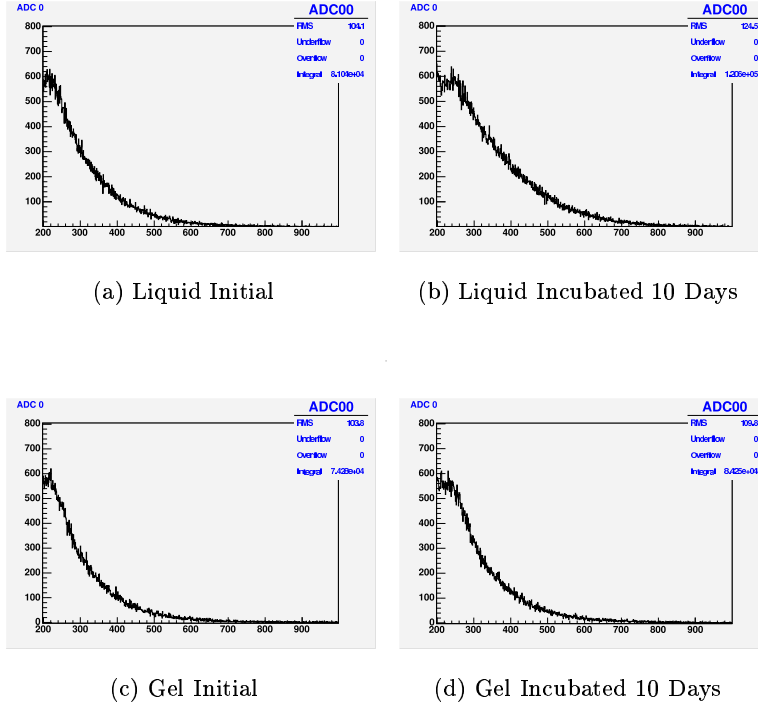 ADC 0
ADC00
RMS 104.1
Underflow 0
Overflow 0
Integral 8.104e+04
800
700
600
500
400
300
200
100
200 300 400 500 600 700 800 900
(a) Liquid Initial
ADC 0
ADC00
RMS 124.5
Underflow 0
Overflow 0
Integral 1.206e+05
800
700
600
500
400
300
200
100
200 300 400 500 600 700 800 900
(b) Liquid Incubated 10 Days
ADC 0
ADC00
RMS 103.8
Underflow 0
Overflow 0
Integral 7.428e+04
800
700
600
500
400
300
200
100
0
200 300 400 500 600 700 800 900
(c) Gel Initial
ADC 0
ADC00
RMS 109.8
Underflow 0
Overflow 0
Integral 8.425e+04
800
700
600
500
400
300
200
100
0
200 300 400 500 600 700 800 900
(d) Gel Incubated 10 Days